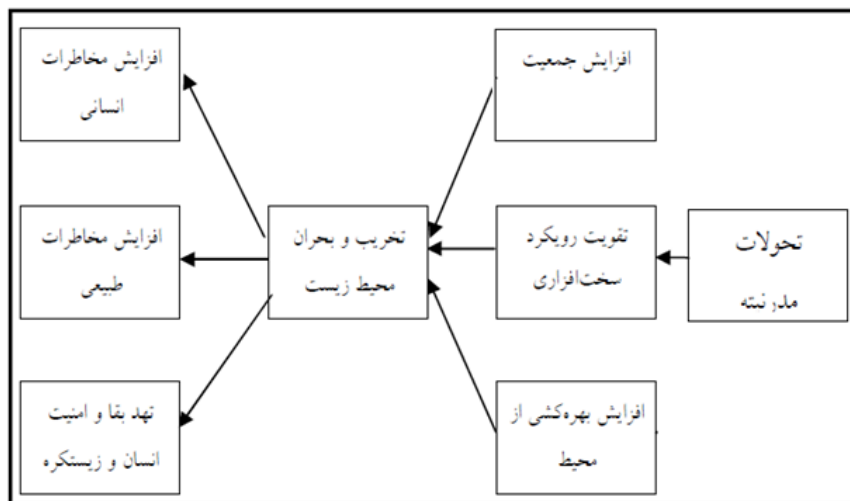 افزایش جمعیت
افزایش مخاطرات
انسانی
تحولات
مدرنیته
تقویت رویکرد
سخت‌افزاری
تخریب و بحران
محیط زیست
افزایش مخاطرات
طبیعی
افزایش بهره‌کشی از
محیط
تهد بقا و امنیت
انسان و زیستکره